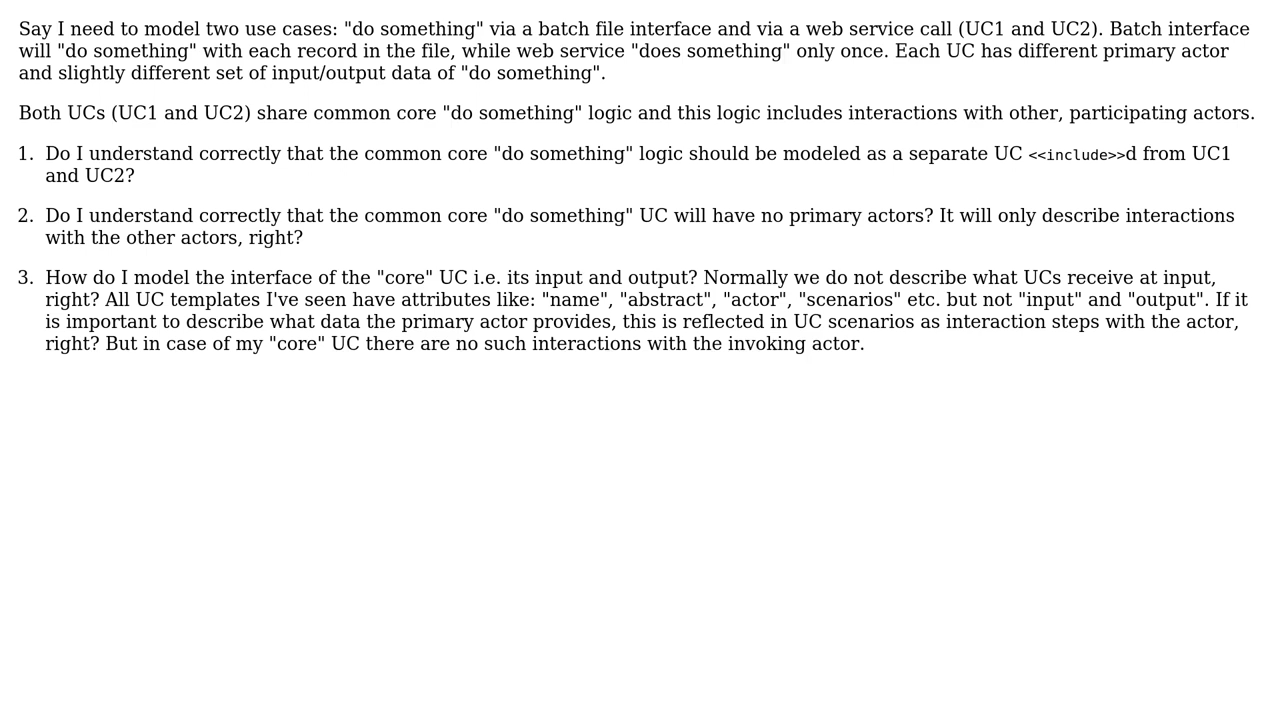 Say I need to model two use cases: "do something" via a batch file interface and via a web service call (UC1 and UC2). Batch interface
will "do something" with each record in the file, while web service "does something" only once. Each UC has different primary actor
and slightly different set of input/output data of "do something".
Both UCs (UC1 and UC2) share common core "do something" logic and this logic includes interactions with other, participating actors.
1. Do I understand correctly that the common core "do something" logic should be modeled as a separate UC <<include>>d from UC1
and UC2?
2. Do I understand correctly that the common core "do something" UC will have no primary actors? It will only describe interactions
with the other actors, right?
3. How do I model the interface of the "core" UC i.e. its input and output? Normally we do not describe what UCs receive at input,
right? All UC templates I've seen have attributes like: "name", "abstract", "actor", "scenarios" etc. but not "input" and "output". If it
is important to describe what data the primary actor provides, this is reflected in UC scenarios as interaction steps with the actor,
right? But in case of my "core" UC there are no such interactions with the invoking actor.